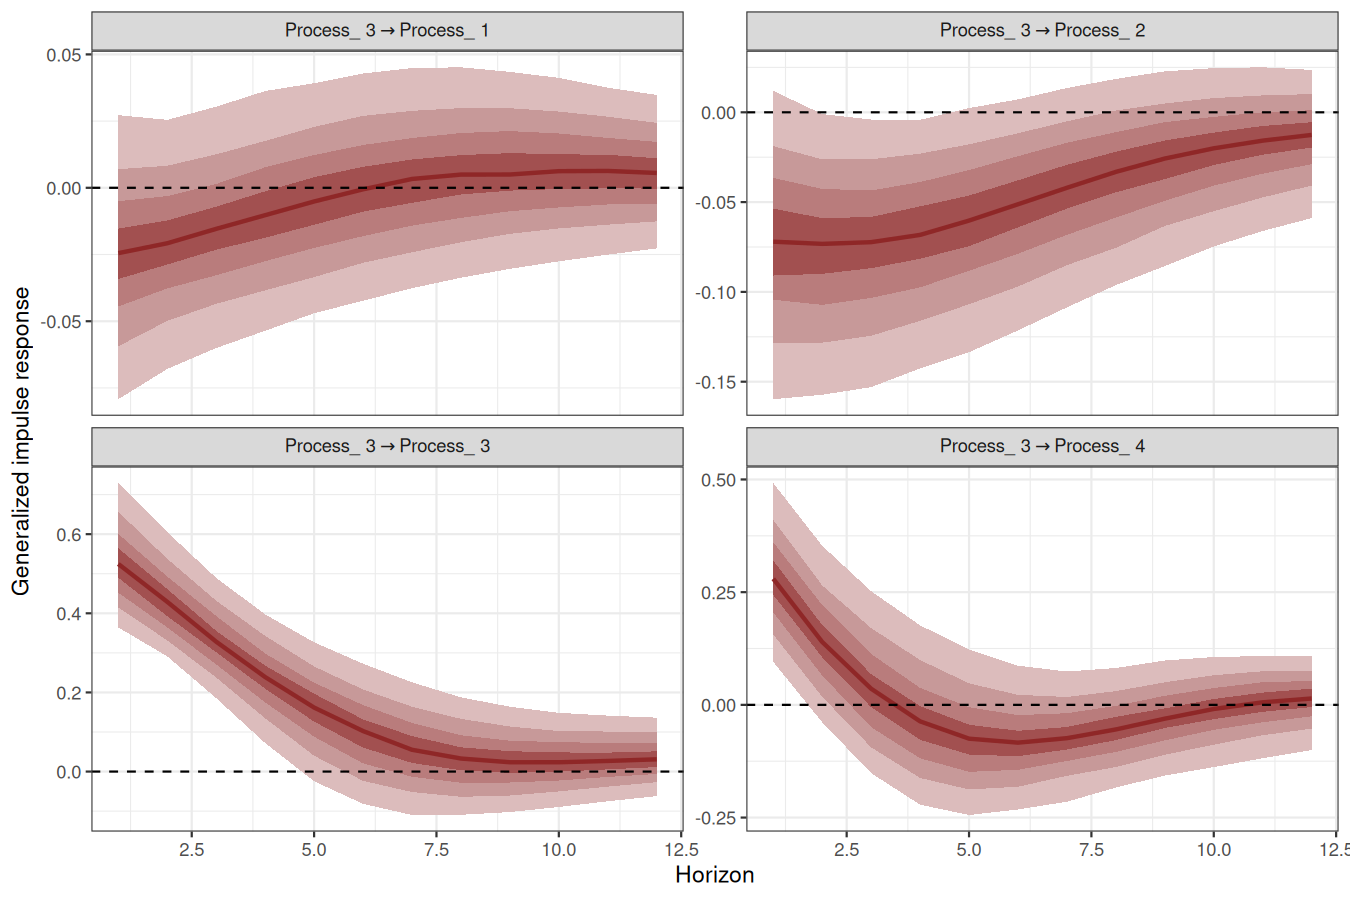 Process_ 3 → Process_ 1
Process_ 3 → Process_ 2
0.05
0.00
-0.05
0.00
-0.05
-0.10
-0.15
Generalized impulse response
Process_ 3 → Process_ 3
Process_ 3 → Process_ 4
0.6
0.4
0.2
0.0
0.50
0.25
0.00
-0.25
2.5 5.0 7.5 10.0 12.5
2.5 5.0 7.5 10.0 12.5
Horizon